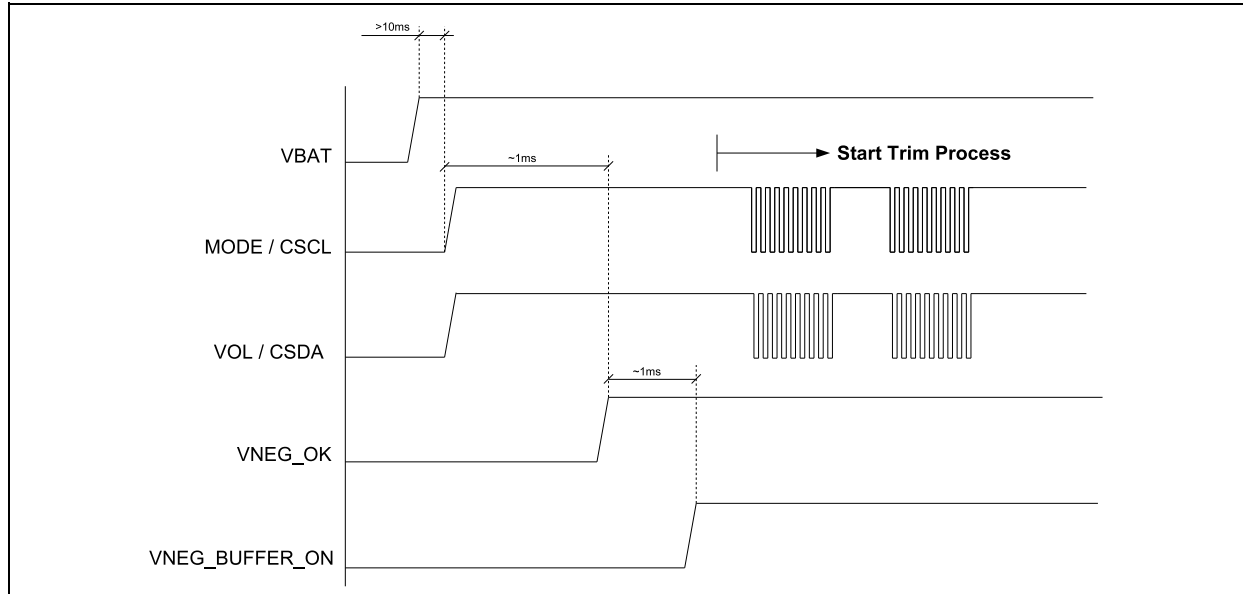 >10ms
VBAT
~1ms
Start Trim Process
MODE / CSCL
VOL / CSDA
~1ms
VNEG_OK
VNEG_BUFFER_ON